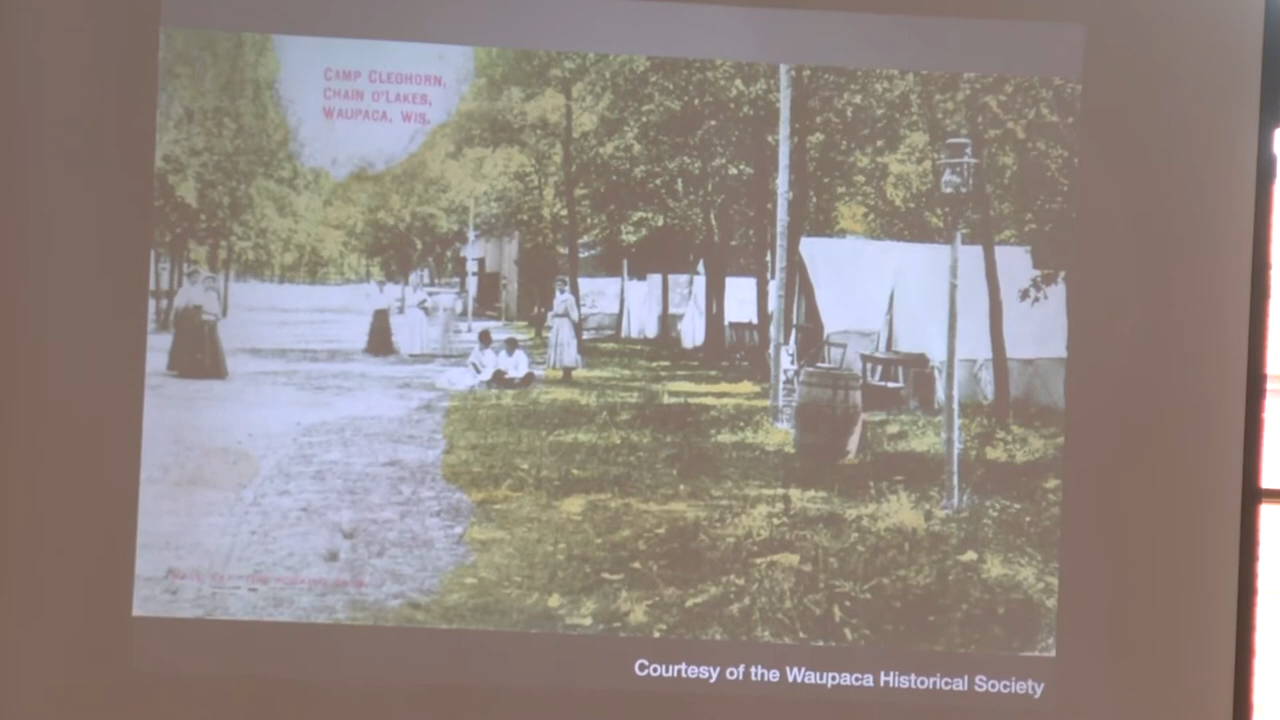 CAMP CLEGHORN,
CHAIN O'LAKES,
WAUPACA, WIS.
Courtesy of the Waupaca Historical Society